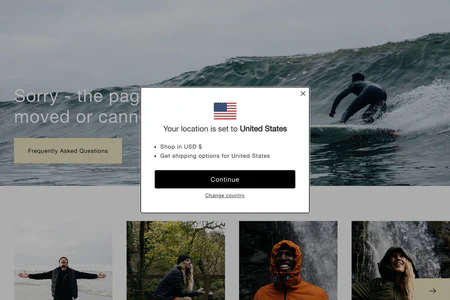 Sorry - the pag
moved or canno
Frequently Asked Questions
Your location is set to United States
Shop in USD $
Get shipping options for United States
Continue
Change country